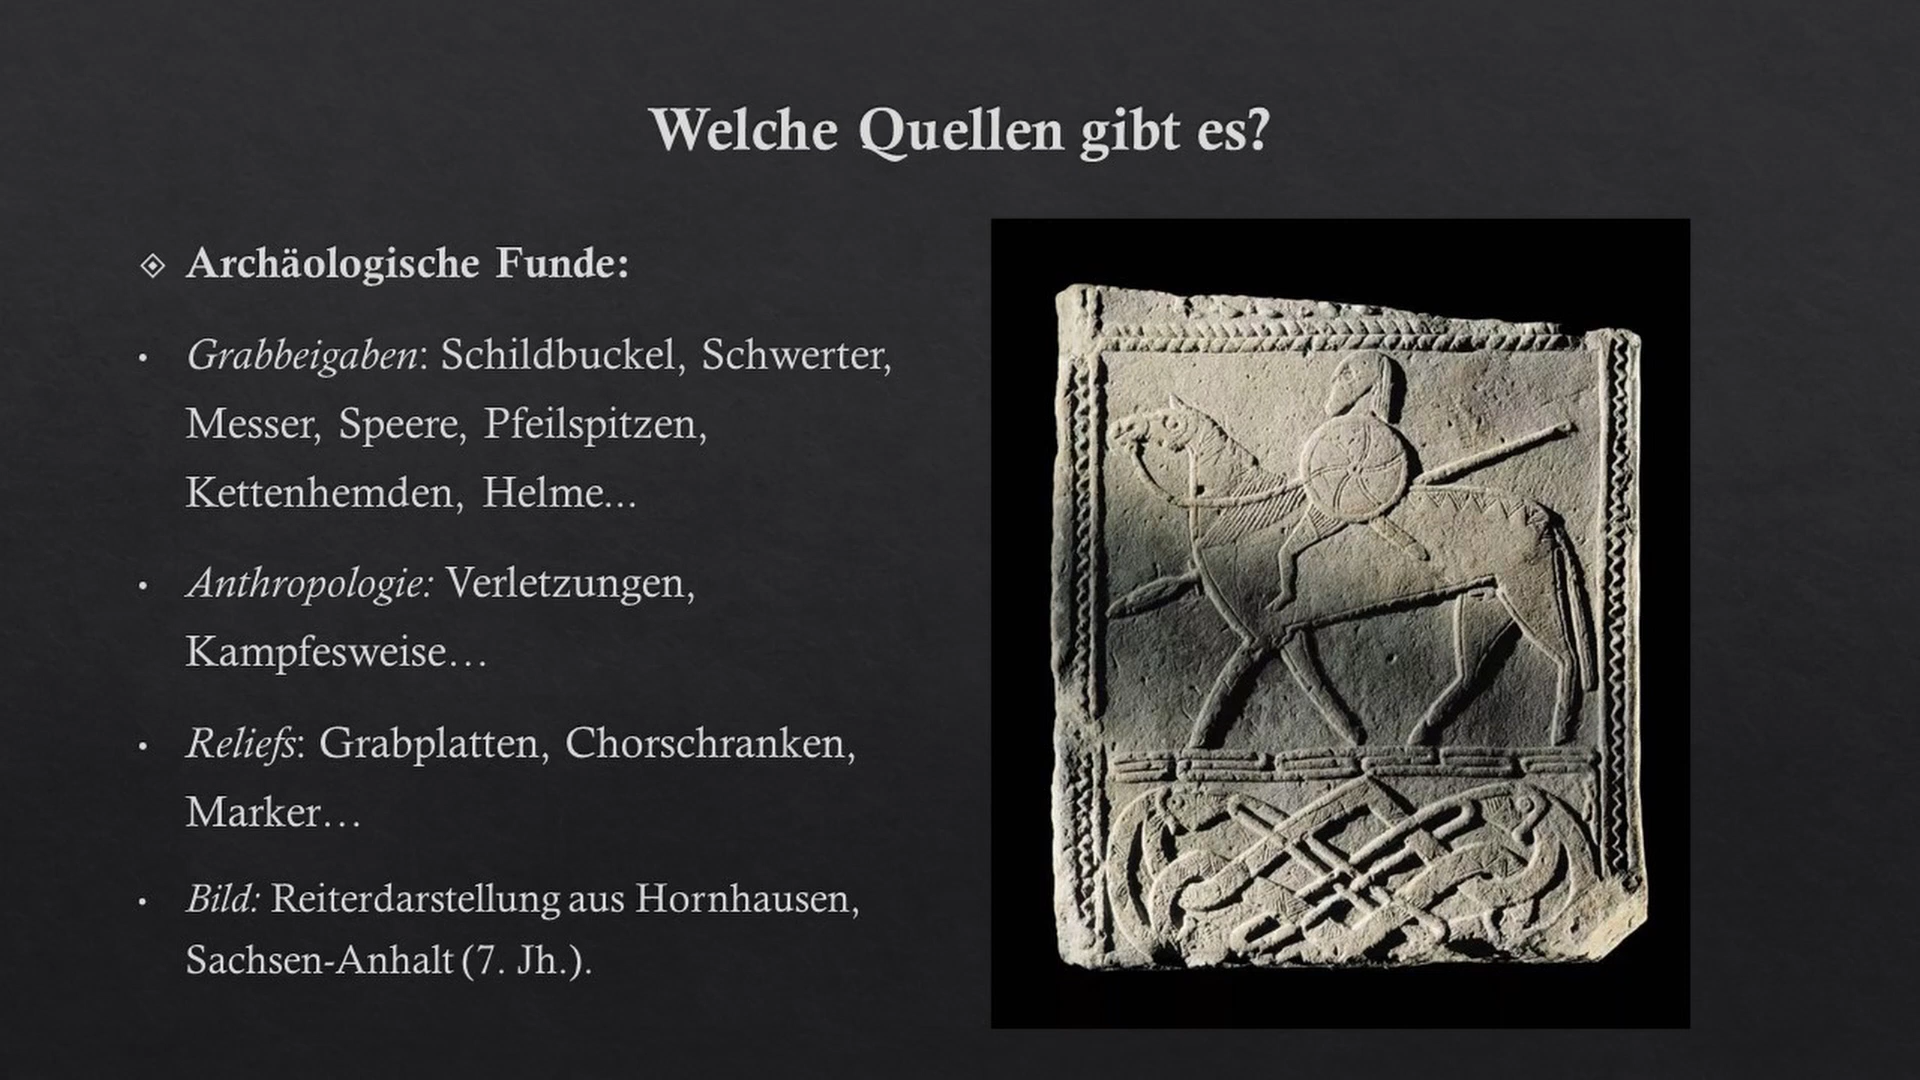 Welche Quellen gibt es?
Archäologische Funde:
• Grabbeigaben: Schildbuckel, Schwerter,
Messer, Speere, Pfeilspitzen,
Kettenhemden, Helme...
• Anthropologie: Verletzungen,
Kampfesweise…
• Reliefs: Grabplatten, Chorschranken,
Marker…
• Bild: Reiterdarstellung aus Hornhausen,
Sachsen-Anhalt (7. Jh.).